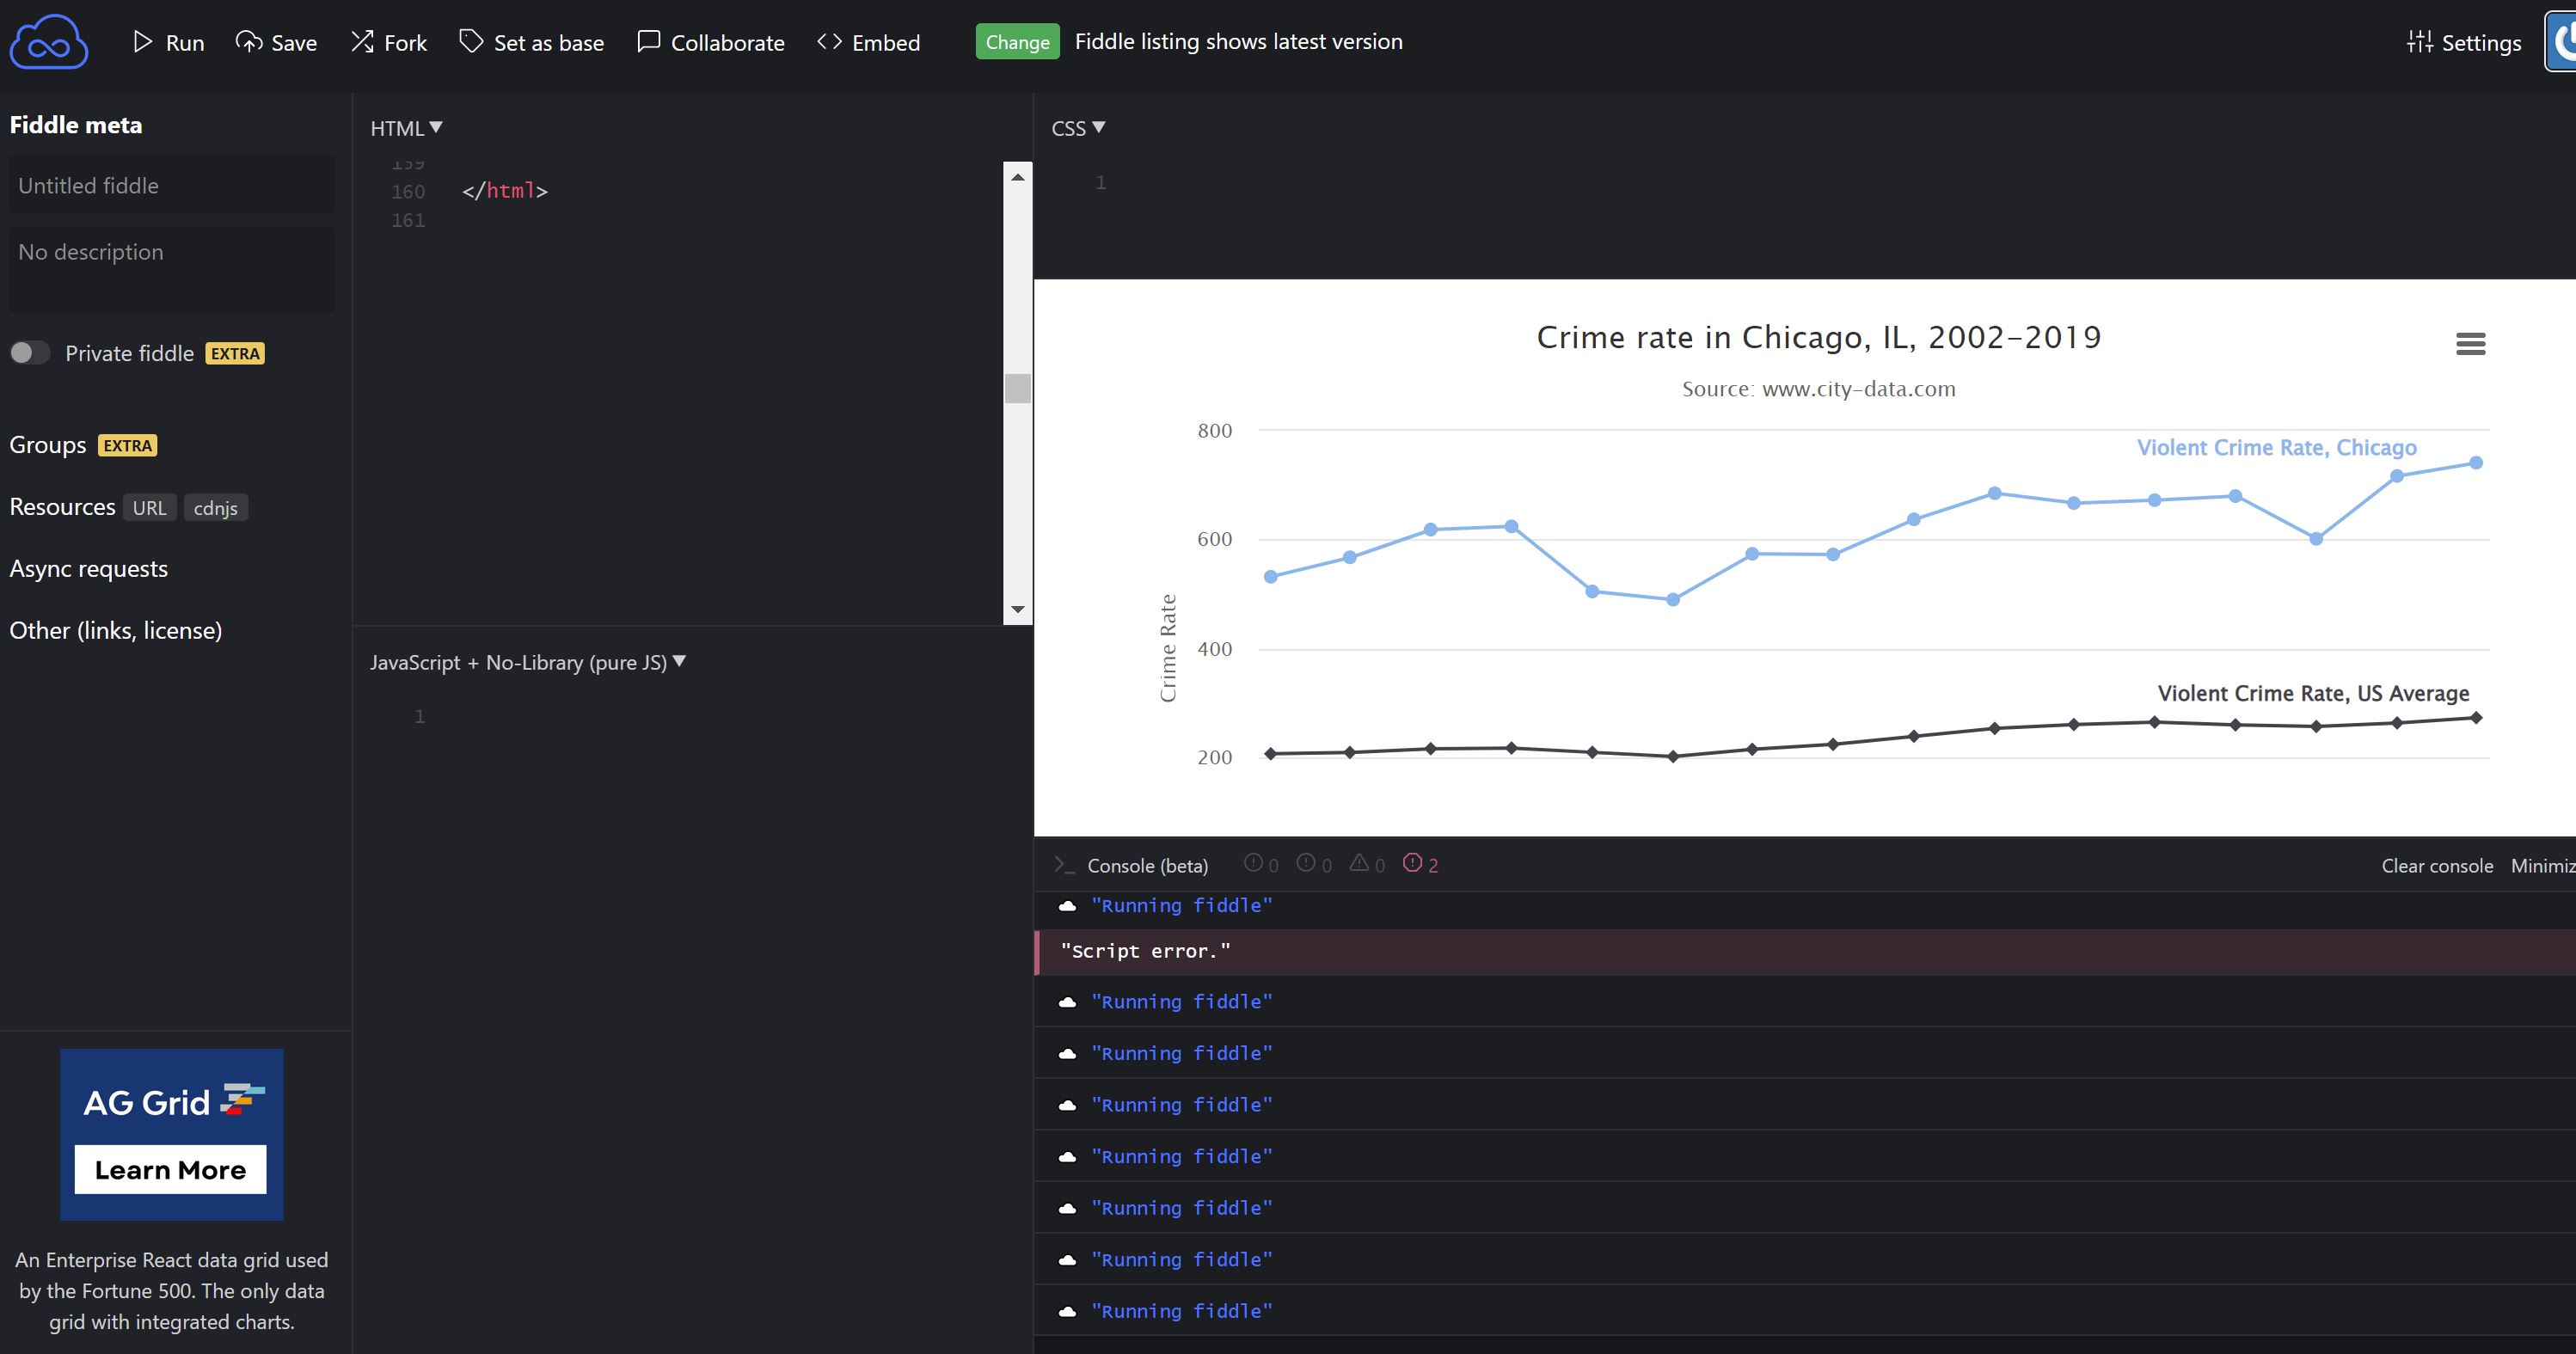 Run Save Fork Set as base Collaborate Embed Change Fiddle listing shows latest version Settings
Fiddle meta
Untitled fiddle
No description
Private fiddle EXTRA
Groups EXTRA
Resources URL cdnjs
Async requests
Other (links, license)
AG Grid
Learn More
An Enterprise React data grid used
by the Fortune 500. The only data
grid with integrated charts.
HTML
159
160 </html>
161
JavaScript + No-Library (pure JS)
1
CSS
1
Crime rate in Chicago, IL, 2002-2019
Source: www.city-data.com
800
Violent Crime Rate, Chicago
600
Crime Rate
400
Violent Crime Rate, US Average
200
Console (beta) 0 0 0 2 Clear console Minimiz
"Running fiddle"
"Script error."
"Running fiddle"
"Running fiddle"
"Running fiddle"
"Running fiddle"
"Running fiddle"
"Running fiddle"
"Running fiddle"